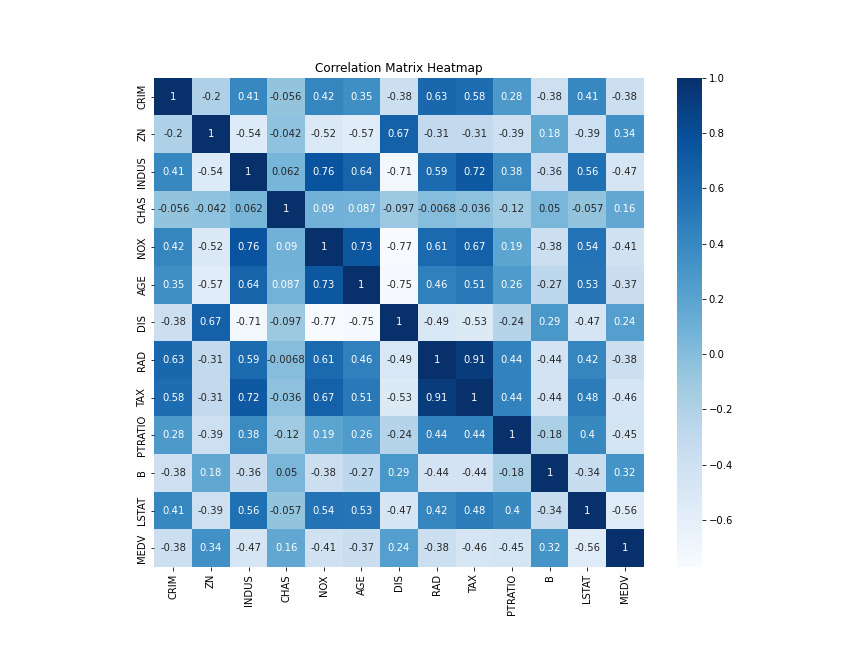 Correlation Matrix Heatmap
CRIM 1 -0.2 0.41 -0.056 0.42 0.35 -0.38 0.63 0.58 0.28 -0.38 0.41 -0.38
ZN -0.2 1 -0.54 -0.042 -0.52 -0.57 0.67 -0.31 -0.31 -0.39 0.18 -0.39 0.34
INDUS 0.41 -0.54 1 0.062 0.76 0.64 -0.71 0.59 0.72 0.38 -0.36 0.56 -0.47
CHAS -0.056 -0.042 0.062 1 0.09 0.087 -0.097 -0.0068 -0.036 -0.12 0.05 -0.057 0.16
NOX 0.42 -0.52 0.76 0.09 1 0.73 -0.77 0.61 0.67 0.19 -0.38 0.54 -0.41
AGE 0.35 -0.57 0.64 0.087 0.73 1 -0.75 0.46 0.51 0.26 -0.27 0.53 -0.37
DIS -0.38 0.67 -0.71 -0.097 -0.77 -0.75 1 -0.49 -0.53 -0.24 0.29 -0.47 0.24
RAD 0.63 -0.31 0.59 -0.0068 0.61 0.46 -0.49 1 0.91 0.44 -0.44 0.42 -0.38
TAX 0.58 -0.31 0.72 -0.036 0.67 0.51 -0.53 0.91 1 0.44 -0.44 0.48 -0.46
PTRATIO 0.28 -0.39 0.38 -0.12 0.19 0.26 -0.24 0.44 0.44 1 -0.18 0.4 -0.45
B -0.38 0.18 -0.36 0.05 -0.38 -0.27 0.29 -0.44 -0.44 -0.18 1 -0.34 0.32
LSTAT 0.41 -0.39 0.56 -0.057 0.54 0.53 -0.47 0.42 0.48 0.4 -0.34 1 -0.56
MEDV -0.38 0.34 -0.47 0.16 -0.41 -0.37 0.24 -0.38 -0.46 -0.45 0.32 -0.56 1
CRIM ZN INDUS CHAS NOX AGE DIS RAD TAX PTRATIO B LSTAT MEDV
1.0
0.8
0.6
0.4
0.2
0.0
−0.2
−0.4
−0.6